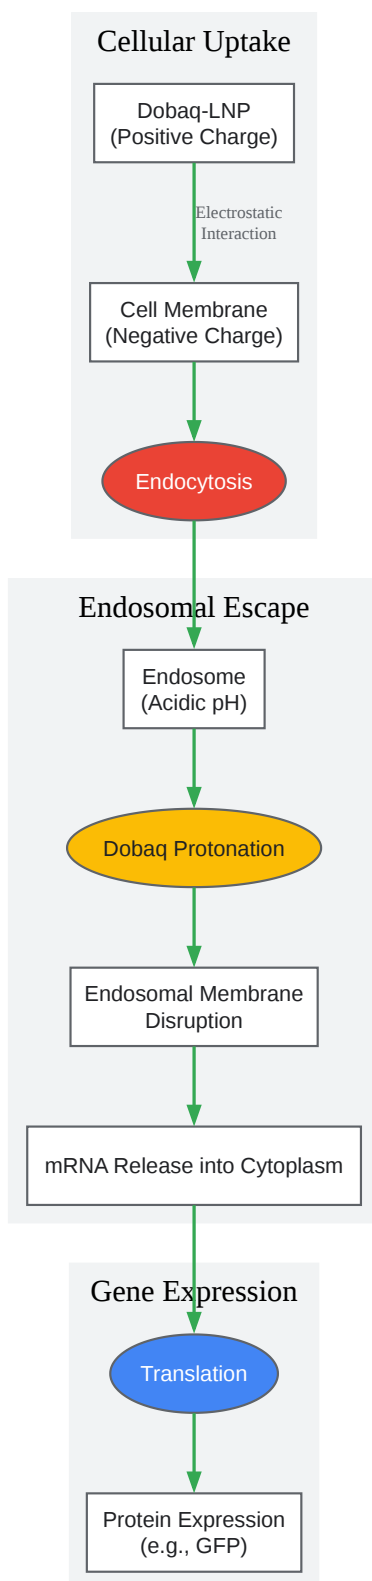 Cellular Uptake
Dobaq-LNP
(Positive Charge)
Electrostatic
Interaction
Cell Membrane
(Negative Charge)
Endocytosis
Endosomal Escape
Endosome
(Acidic pH)
Dobaq Protonation
Endosomal Membrane
Disruption
mRNA Release into Cytoplasm
Gene Expression
Translation
Protein Expression
(e.g., GFP)